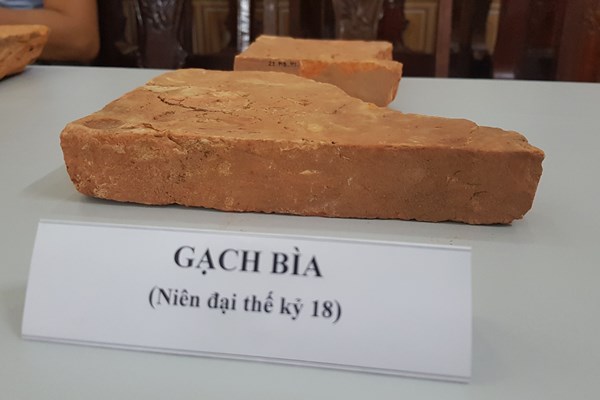 GẠCH BÌA
(Niên đại thế kỷ 18)